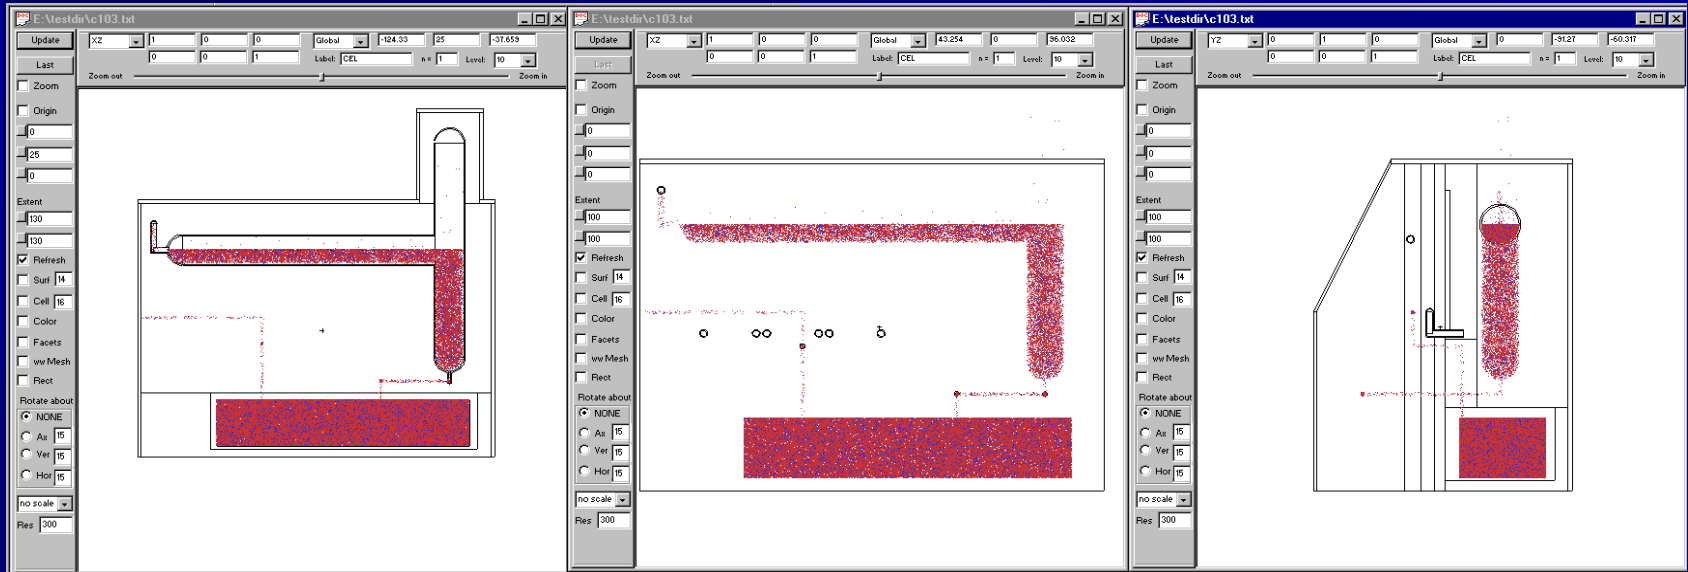 E:\testdir\c103.txt
Update XZ 1 0 0 Global -124.33 25 -37.659
Last 0 0 1 Label: CEL n = 1 Level: 10
Zoom out Zoom in
Zoom
Origin
0
25
0
Extent
130
130
Refresh
Surf 14
Cell 16
Color
Facets
ww Mesh
Rect
Rotate about
NONE
Ax 15
Ver 15
Hor 15
no scale
Res 300
E:\testdir\c103.txt
Update XZ 1 0 0 Global 43.254 0 36.032
Last 0 0 1 Label: CEL n = 1 Level: 10
Zoom out Zoom in
Zoom
Origin
0
0
0
Extent
100
100
Refresh
Surf 14
Cell 16
Color
Facets
ww Mesh
Rect
Rotate about
NONE
Ax 15
Ver 15
Hor 15
no scale
Res 300
E:\testdir\c103.txt
Update YZ 0 1 0 Global 0 -31.27 -60.317
Last 0 0 1 Label: CEL n = 1 Level: 10
Zoom out Zoom in
Zoom
Origin
0
0
0
Extent
100
100
Refresh
Surf 14
Cell 16
Color
Facets
ww Mesh
Rect
Rotate about
NONE
Ax 15
Ver 15
Hor 15
no scale
Res 300